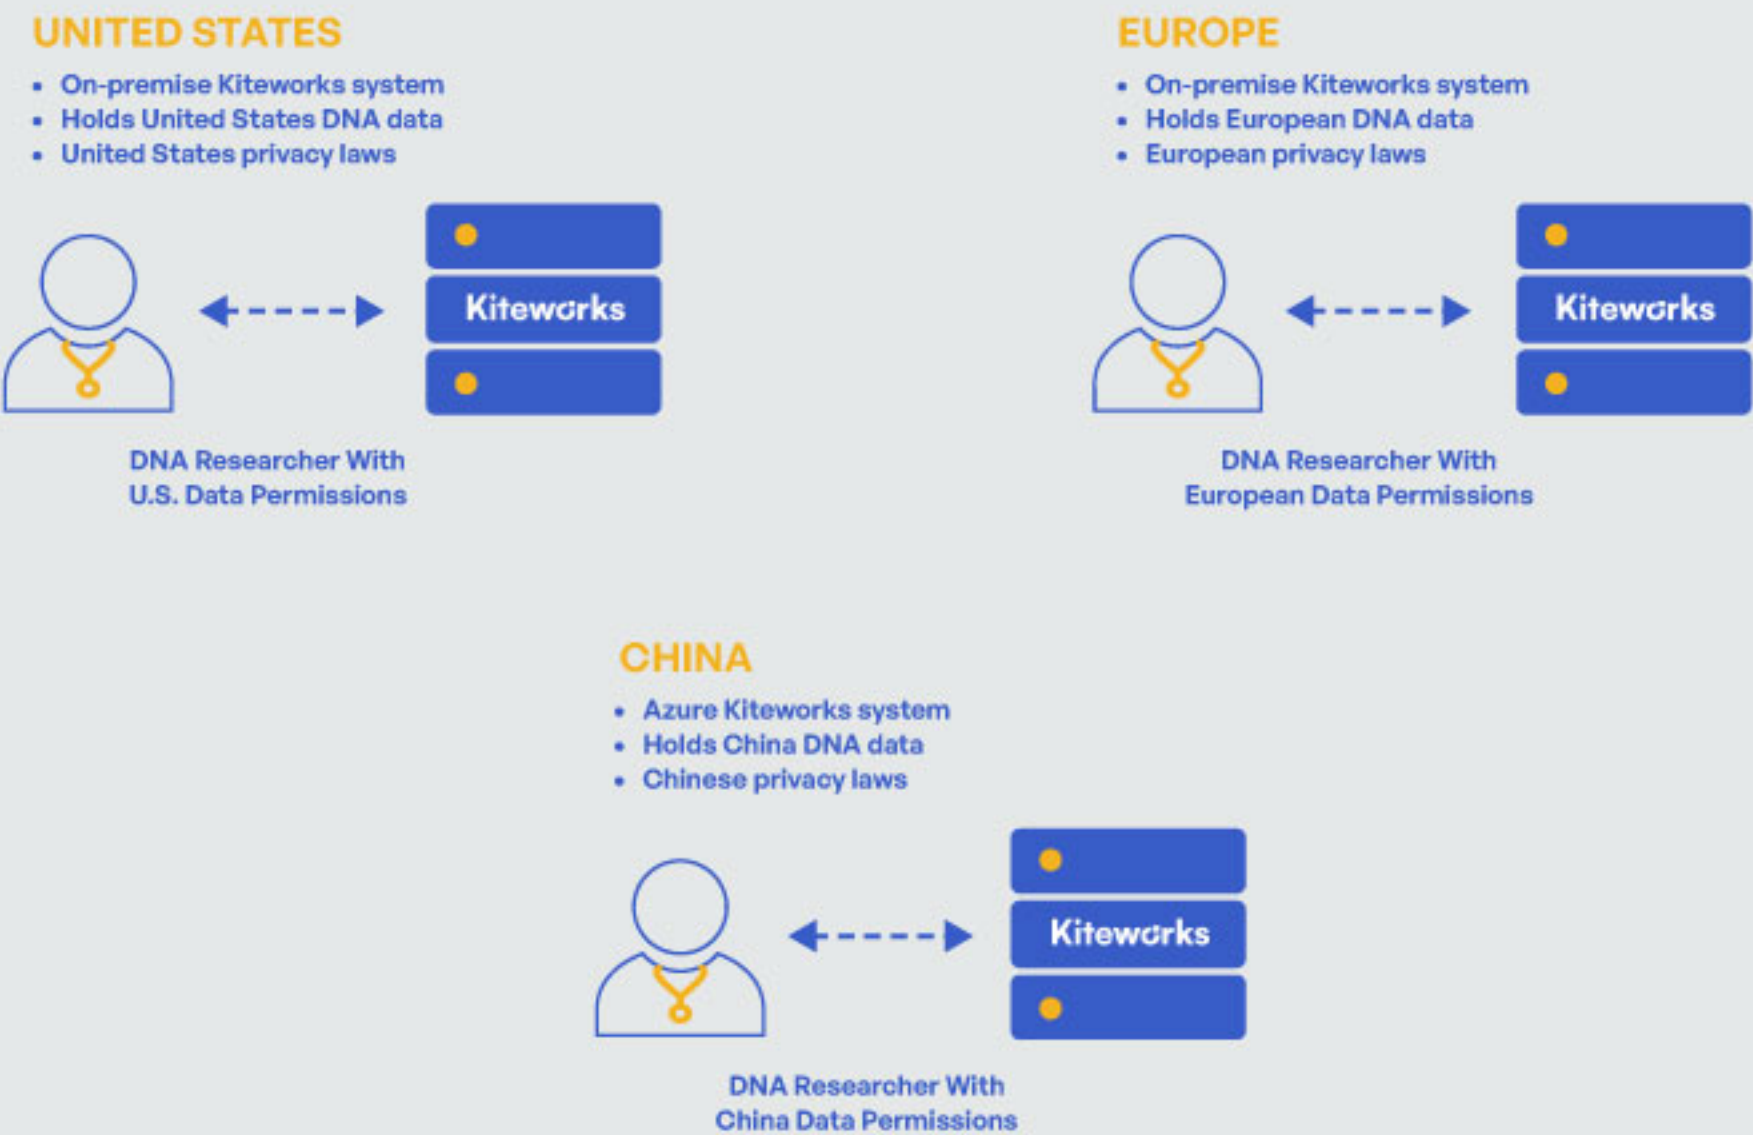 UNITED STATES
• On-premise Kiteworks system
• Holds United States DNA data
• United States privacy laws
Kiteworks
DNA Researcher With
U.S. Data Permissions
EUROPE
• On-premise Kiteworks system
• Holds European DNA data
• European privacy laws
Kiteworks
DNA Researcher With
European Data Permissions
CHINA
• Azure Kiteworks system
• Holds China DNA data
• Chinese privacy laws
Kiteworks
DNA Researcher With
China Data Permissions